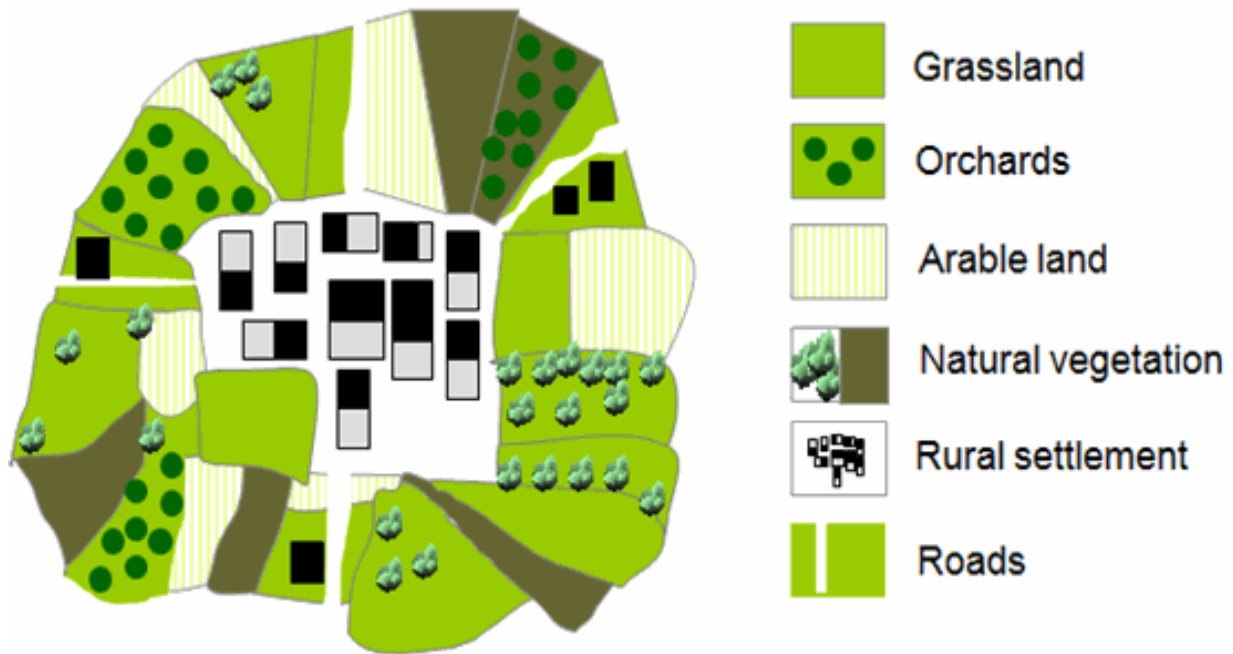 Grassland
Orchards
Arable land
Natural vegetation
Rural settlement
Roads